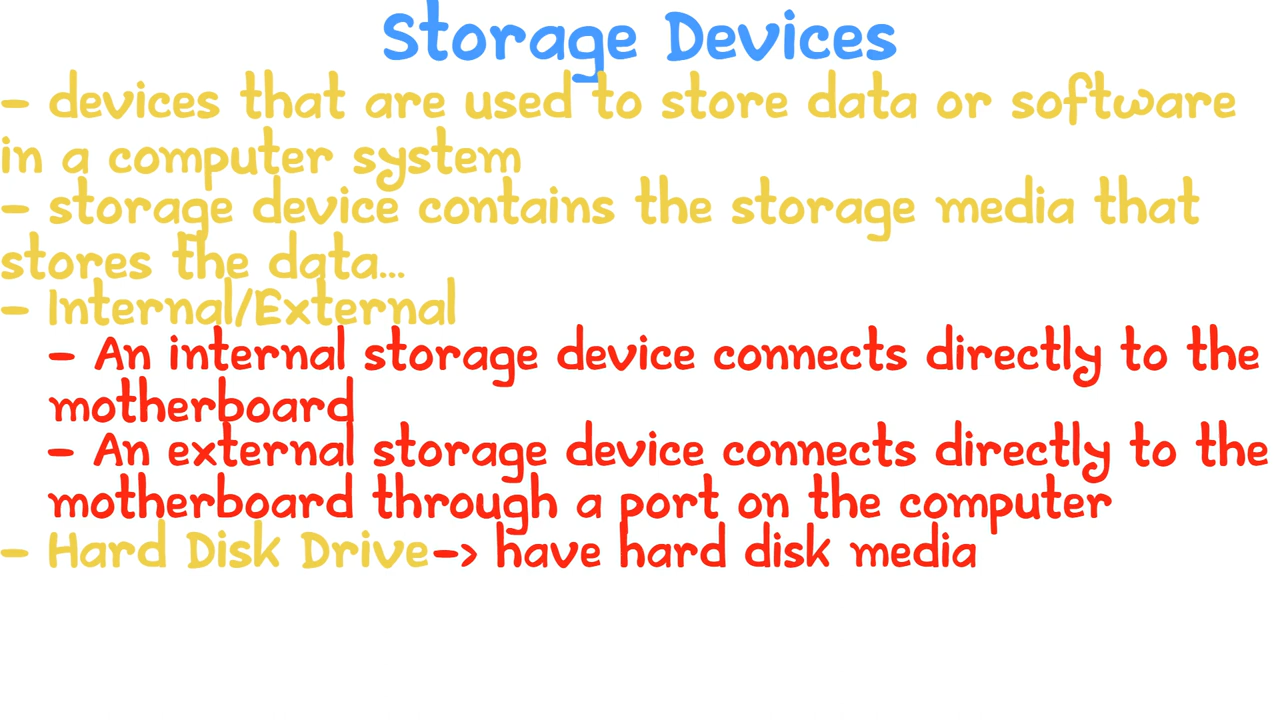 Storage Devices
- devices that are used to store data or software
in a computer system
- storage device contains the storage media that
stores the data...
- Internal/External
- An internal storage device connects directly to the
motherboard
- An external storage device connects directly to the
motherboard through a port on the computer
- Hard Disk Drive-> have hard disk media